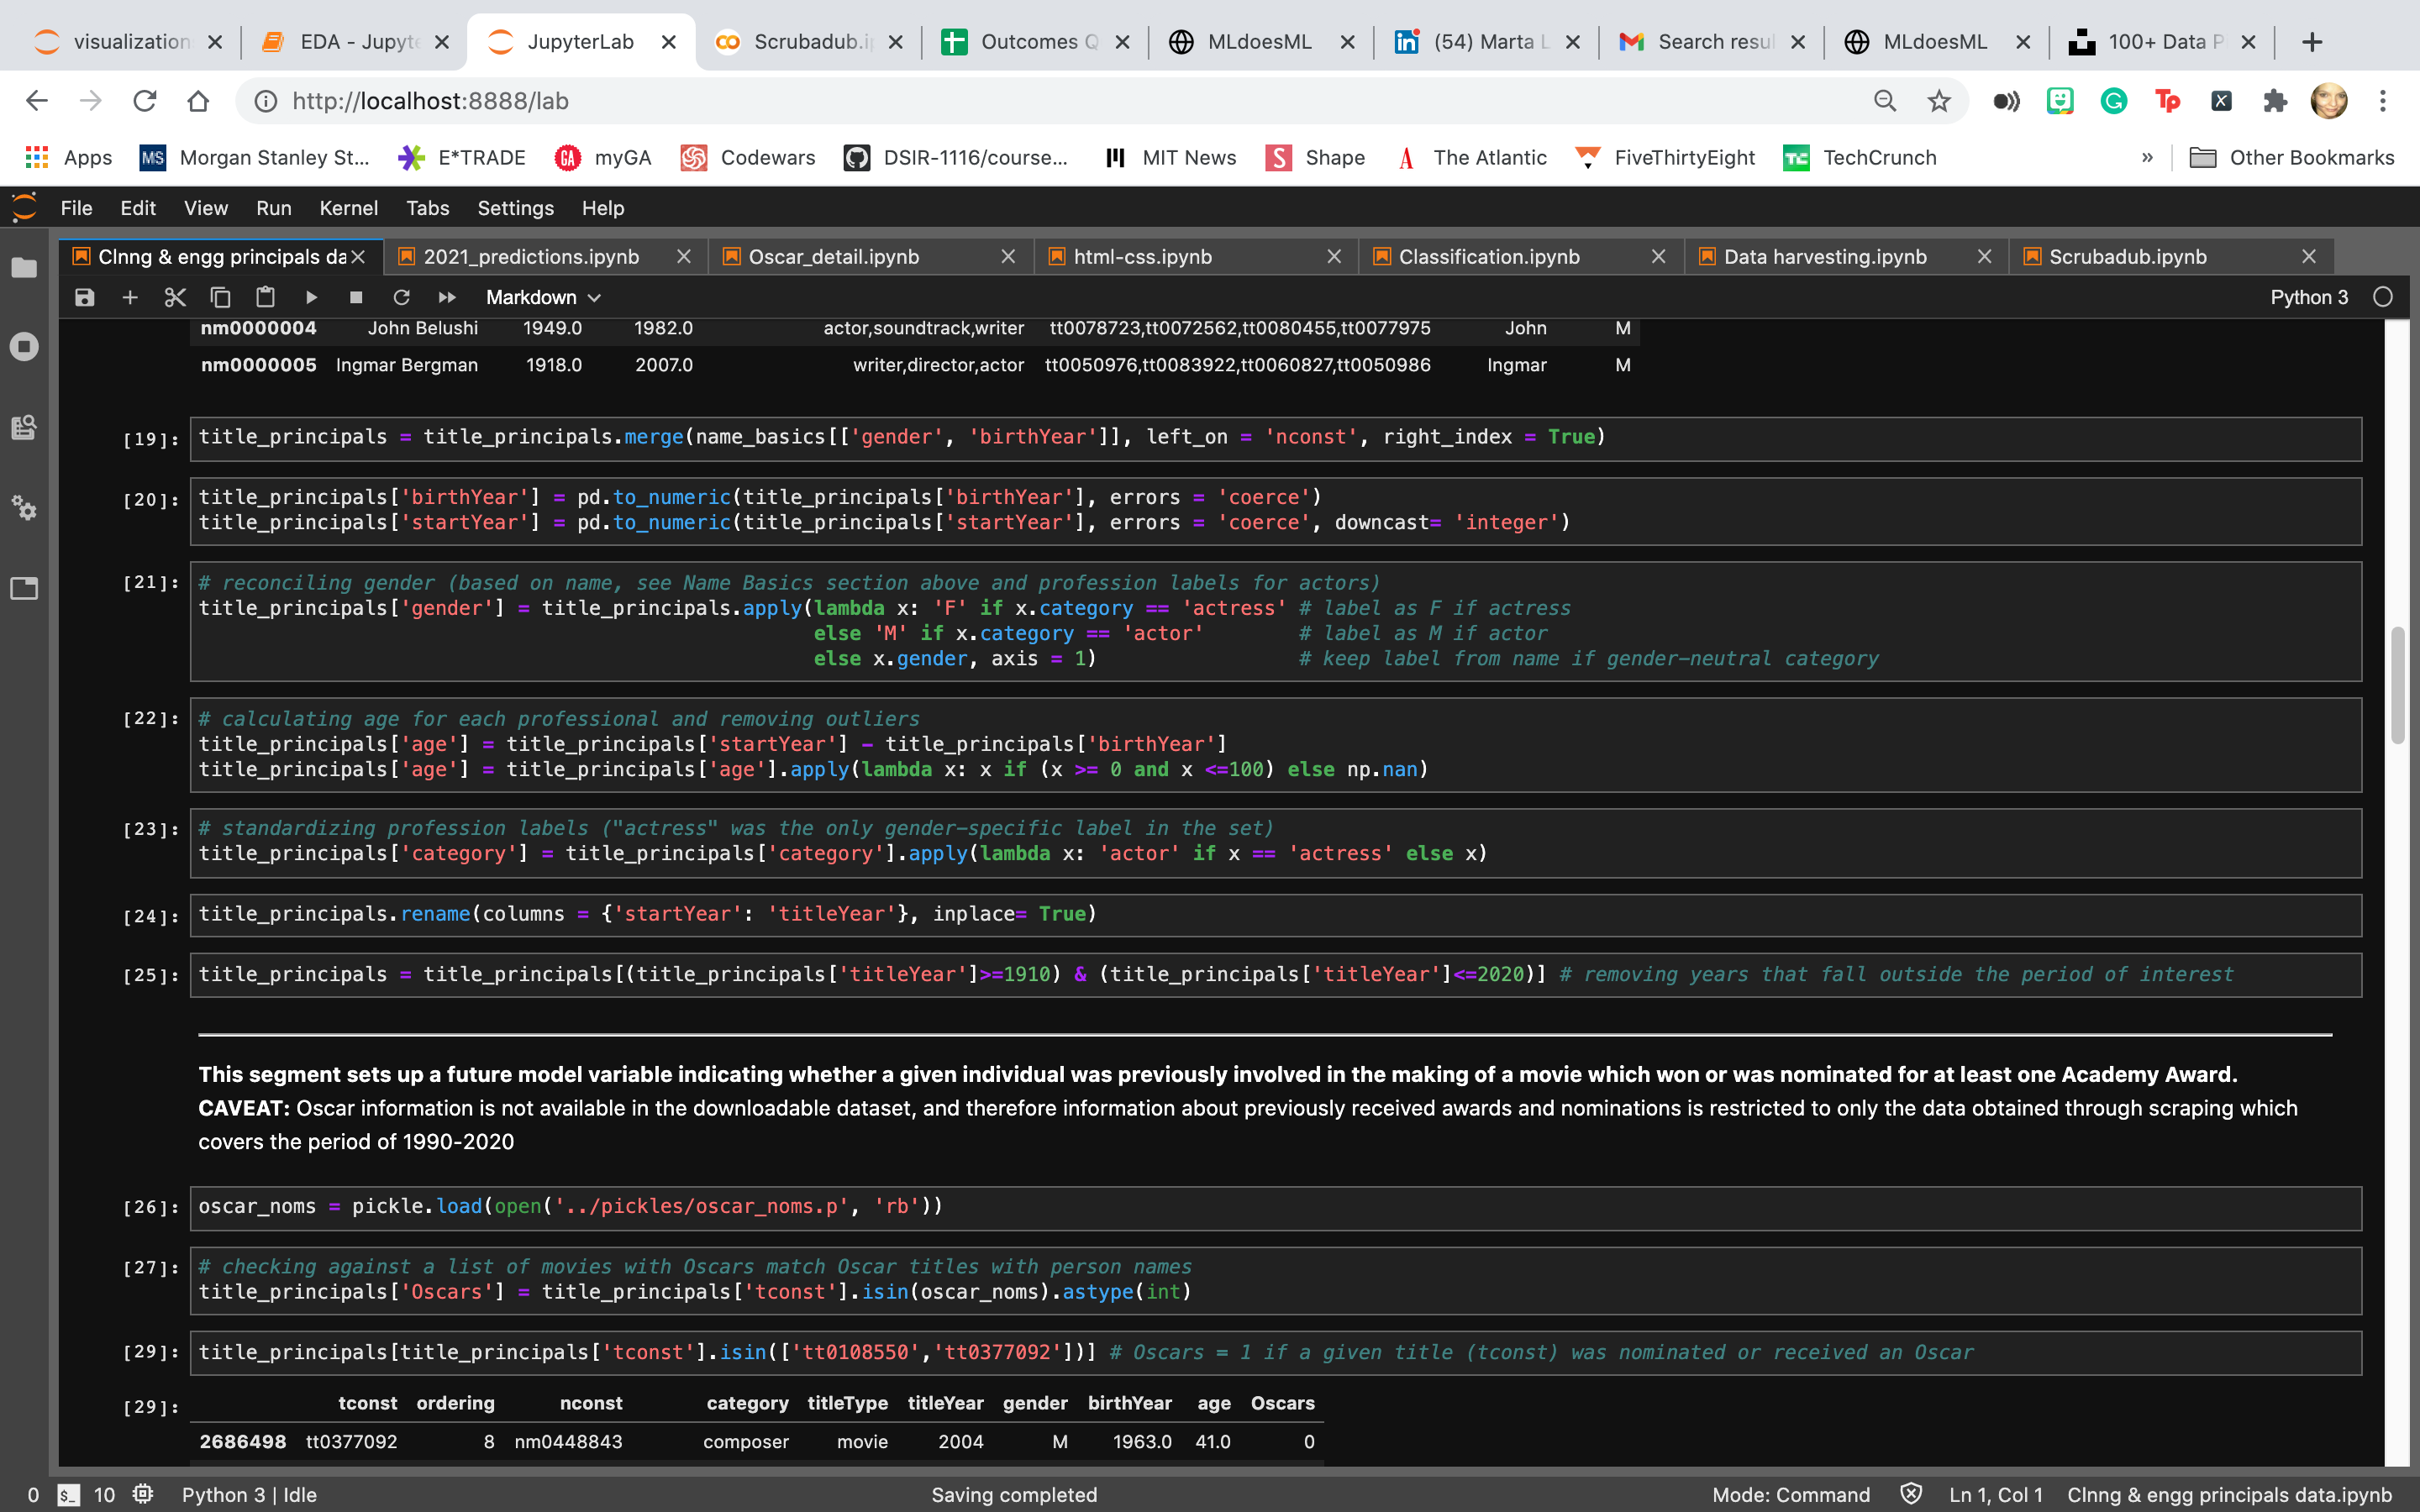 visualization
EDA - Jupyte
JupyterLab
Scrubadub.i
Outcomes Q
MLdoesML
(54) Marta L
Search resul
MLdoesML
100+ Data P
http://localhost:8888/lab
Apps
MS Morgan Stanley St...
E*TRADE
GA myGA
Codewars
DSIR-1116/course...
MIT News
S Shape
A The Atlantic
FiveThirtyEight
TC TechCrunch
»
Other Bookmarks
File Edit View Run Kernel Tabs Settings Help
Clnng & engg principals da
2021_predictions.ipynb
Oscar_detail.ipynb
html-css.ipynb
Classification.ipynb
Data harvesting.ipynb
Scrubadub.ipynb
Markdown
Python 3
nm0000004 John Belushi 1949.0 1982.0 actor,soundtrack,writer tt0078723,tt0072562,tt0080455,tt0077975 John M
nm0000005 Ingmar Bergman 1918.0 2007.0 writer,director,actor tt0050976,tt0083922,tt0060827,tt0050986 Ingmar M
[19]: title_principals = title_principals.merge(name_basics[['gender', 'birthYear']], left_on = 'nconst', right_index = True)
[20]: title_principals['birthYear'] = pd.to_numeric(title_principals['birthYear'], errors = 'coerce')
title_principals['startYear'] = pd.to_numeric(title_principals['startYear'], errors = 'coerce', downcast= 'integer')
[21]: # reconciling gender (based on name, see Name Basics section above and profession labels for actors)
title_principals['gender'] = title_principals.apply(lambda x: 'F' if x.category == 'actress' # label as F if actress
else 'M' if x.category == 'actor' # label as M if actor
else x.gender, axis = 1) # keep label from name if gender-neutral category
[22]: # calculating age for each professional and removing outliers
title_principals['age'] = title_principals['startYear'] - title_principals['birthYear']
title_principals['age'] = title_principals['age'].apply(lambda x: x if (x >= 0 and x <=100) else np.nan)
[23]: # standardizing profession labels ("actress" was the only gender-specific label in the set)
title_principals['category'] = title_principals['category'].apply(lambda x: 'actor' if x == 'actress' else x)
[24]: title_principals.rename(columns = {'startYear': 'titleYear'}, inplace= True)
[25]: title_principals = title_principals[(title_principals['titleYear']>=1910) & (title_principals['titleYear']<=2020)] # removing years that fall outside the period of interest
This segment sets up a future model variable indicating whether a given individual was previously involved in the making of a movie which won or was nominated for at least one Academy Award.
CAVEAT: Oscar information is not available in the downloadable dataset, and therefore information about previously received awards and nominations is restricted to only the data obtained through scraping which
covers the period of 1990-2020
[26]: oscar_noms = pickle.load(open('../pickles/oscar_noms.p', 'rb'))
[27]: # checking against a list of movies with Oscars match Oscar titles with person names
title_principals['Oscars'] = title_principals['tconst'].isin(oscar_noms).astype(int)
[29]: title_principals[title_principals['tconst'].isin(['tt0108550','tt0377092'])] # Oscars = 1 if a given title (tconst) was nominated or received an Oscar
[29]: tconst ordering nconst category titleType titleYear gender birthYear age Oscars
2686498 tt0377092 8 nm0448843 composer movie 2004 M 1963.0 41.0 0
0 $_ 10 Python 3 | Idle
Saving completed
Mode: Command
Ln 1, Col 1 Clnng & engg principals data.ipynb